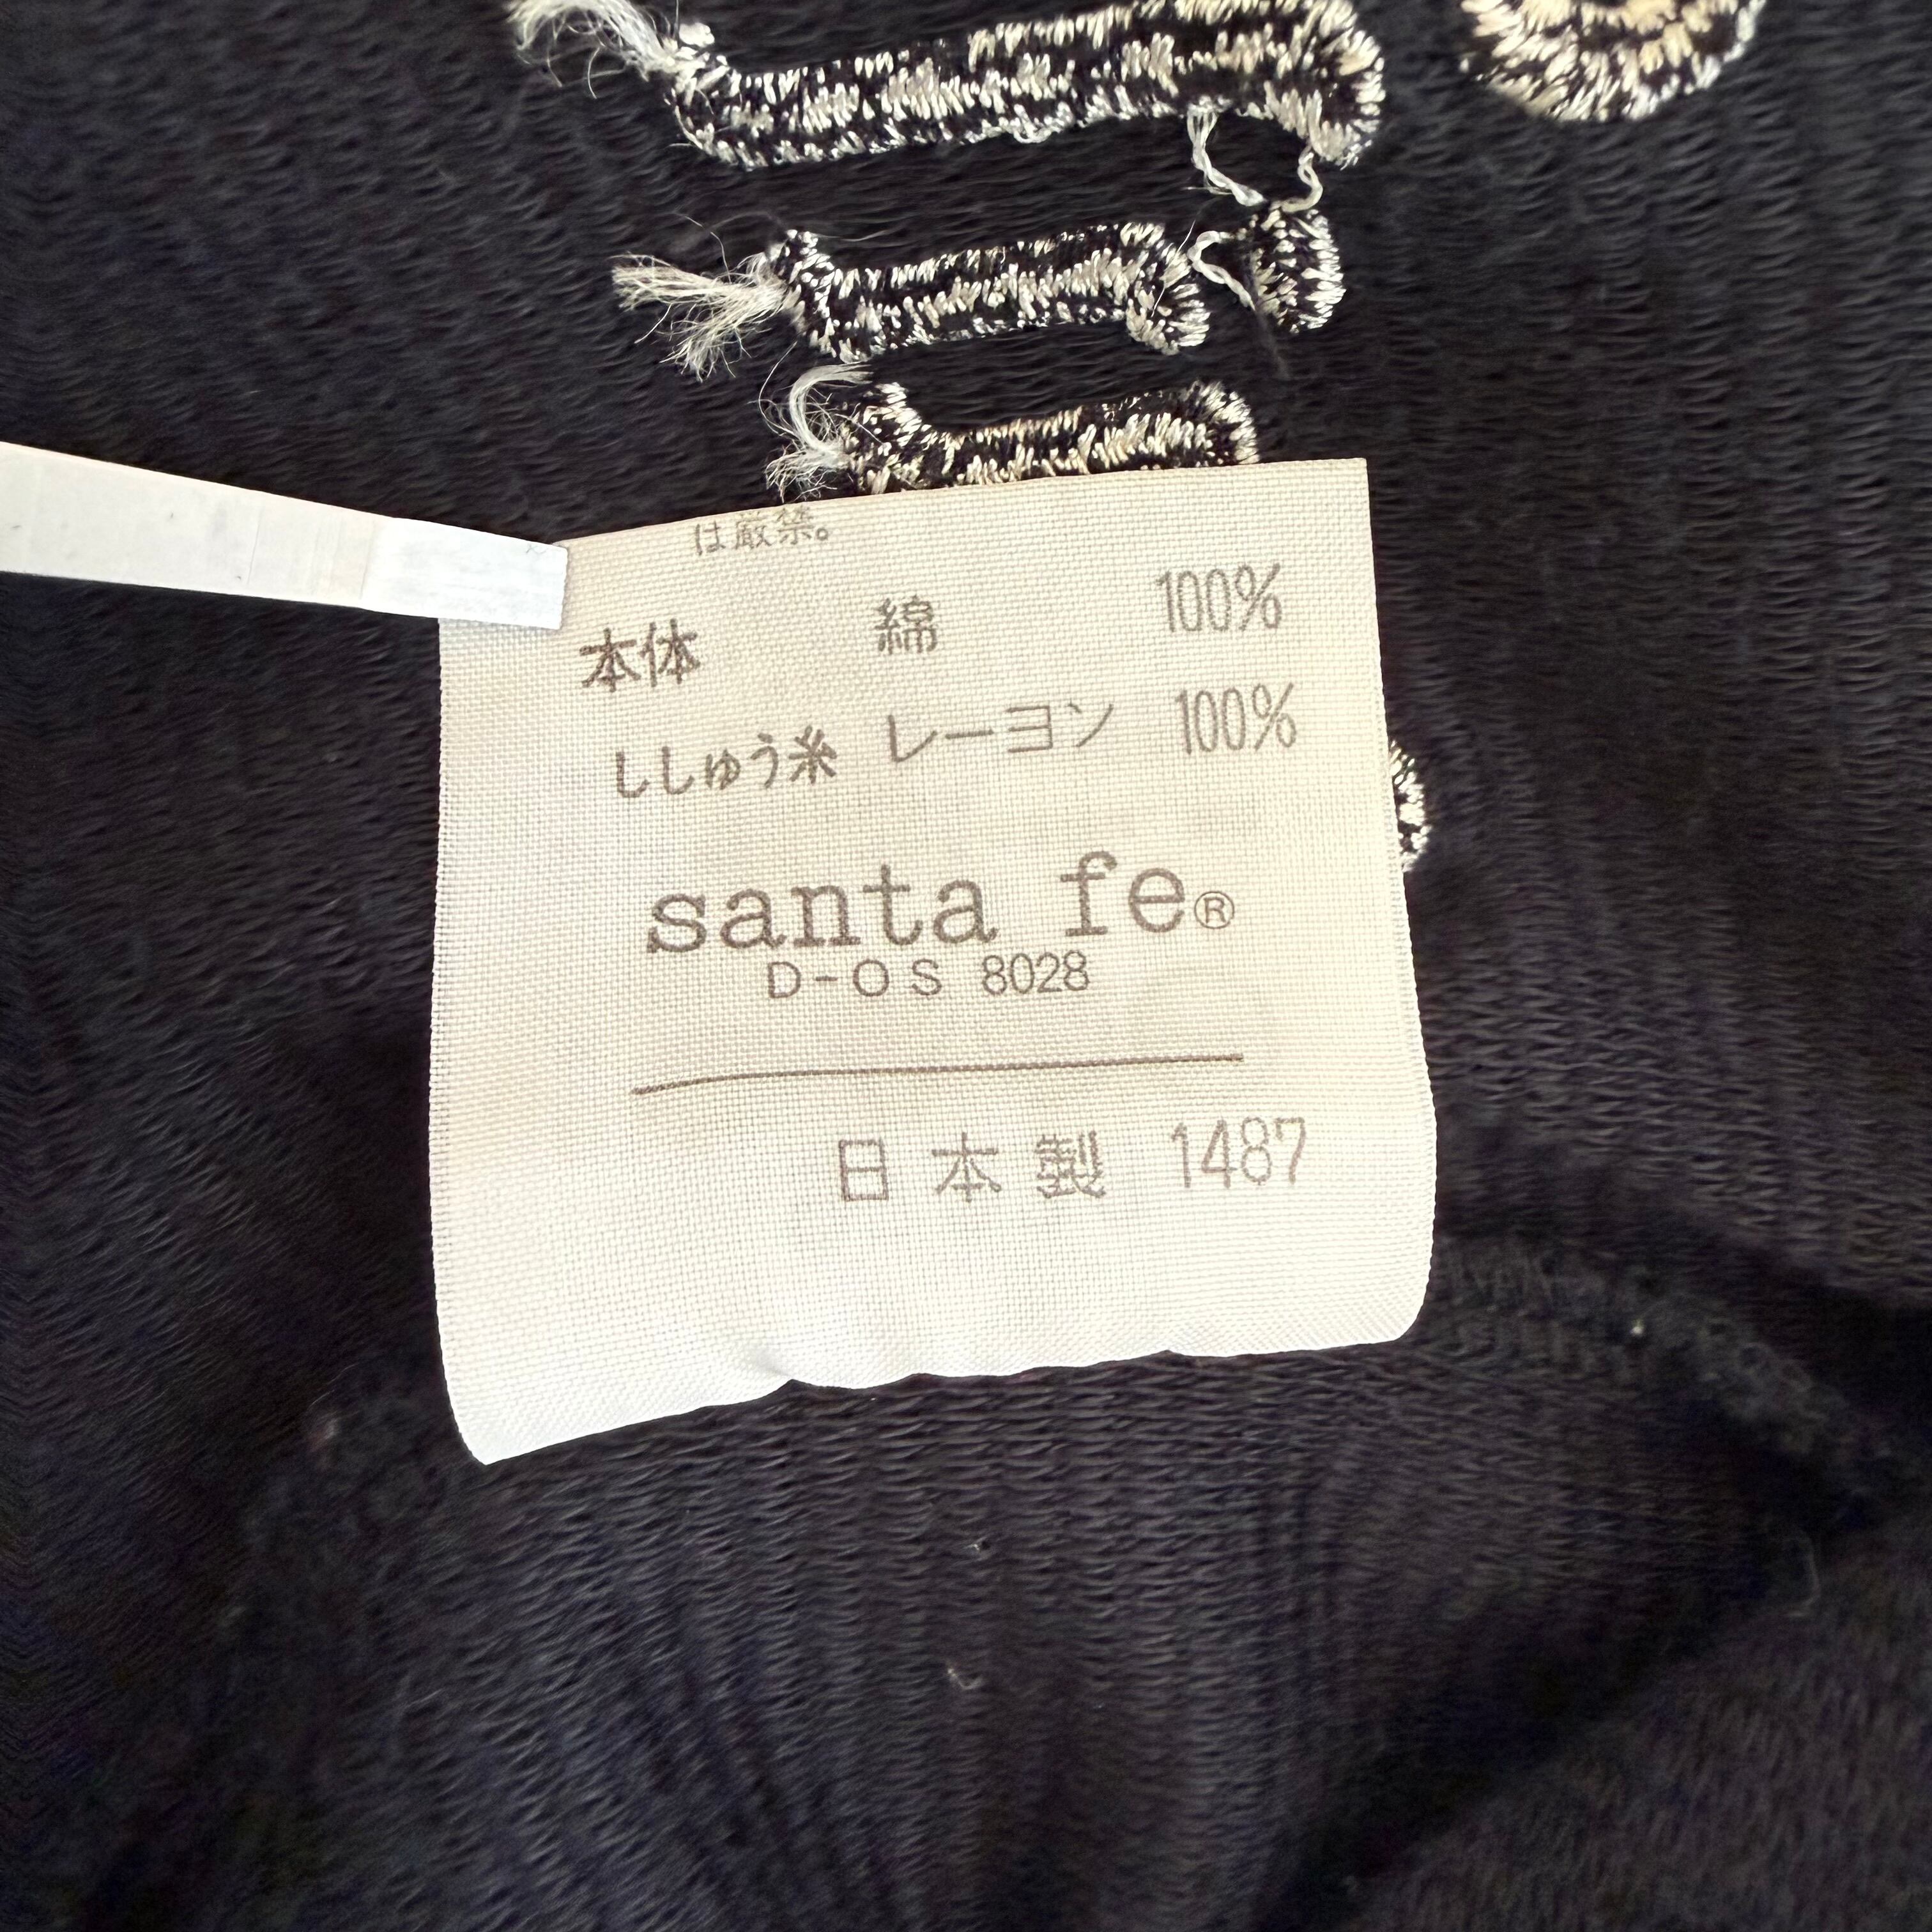 は厳禁。
本体 綿 100%
ししゅう糸 レーヨン 100%
santa fe®
D-OS 8028
日本製 1487